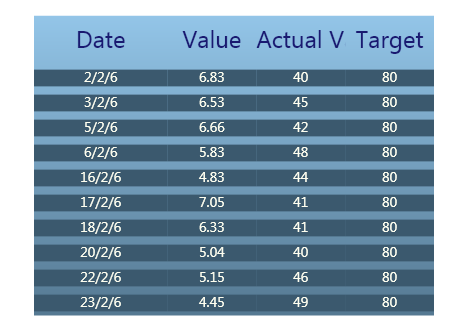 Date Value Actual V Target
2/2/6 6.83 40 80
3/2/6 6.53 45 80
5/2/6 6.66 42 80
6/2/6 5.83 48 80
16/2/6 4.83 44 80
17/2/6 7.05 41 80
18/2/6 6.33 41 80
20/2/6 5.04 40 80
22/2/6 5.15 46 80
23/2/6 4.45 49 80